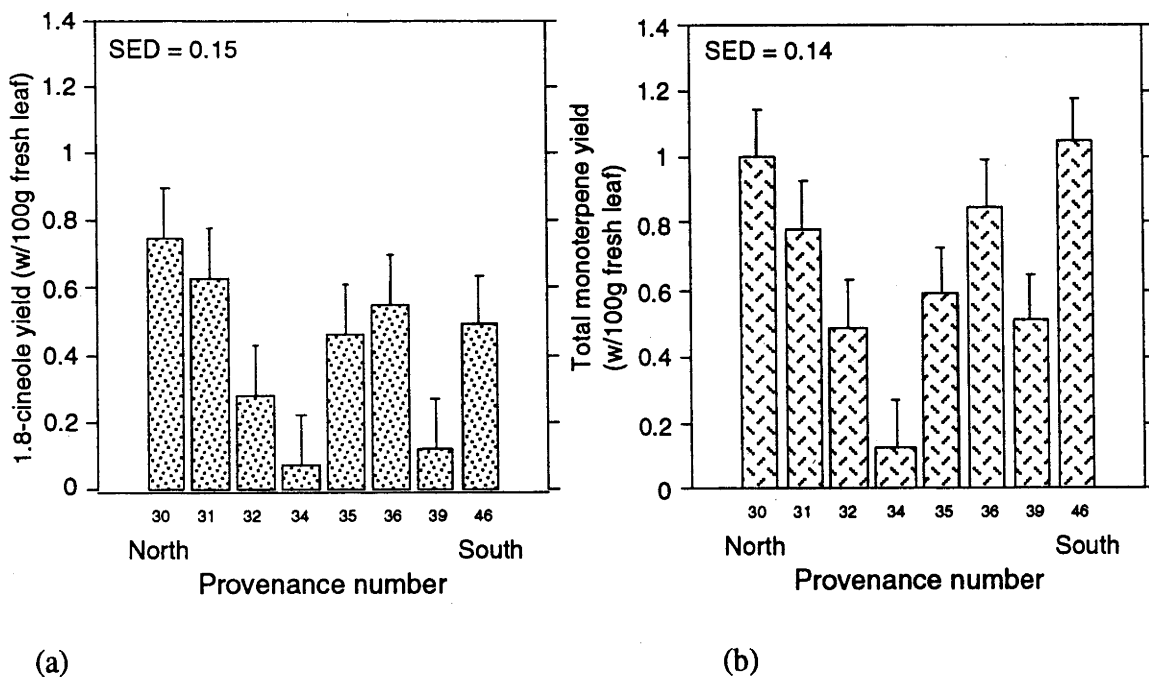 1.4
1.2
1
0.8
0.6
0.4
0.2
0
1.8-cineole yield (w/100g fresh leaf)
SED = 0.15
30 31 32 34 35 36 39 46
North South
Provenance number
(a)
1.4
1.2
1
0.8
0.6
0.4
0.2
0
Total monoterpene yield
(w/100g fresh leaf)
SED = 0.14
30 31 32 34 35 36 39 46
North South
Provenance number
(b)